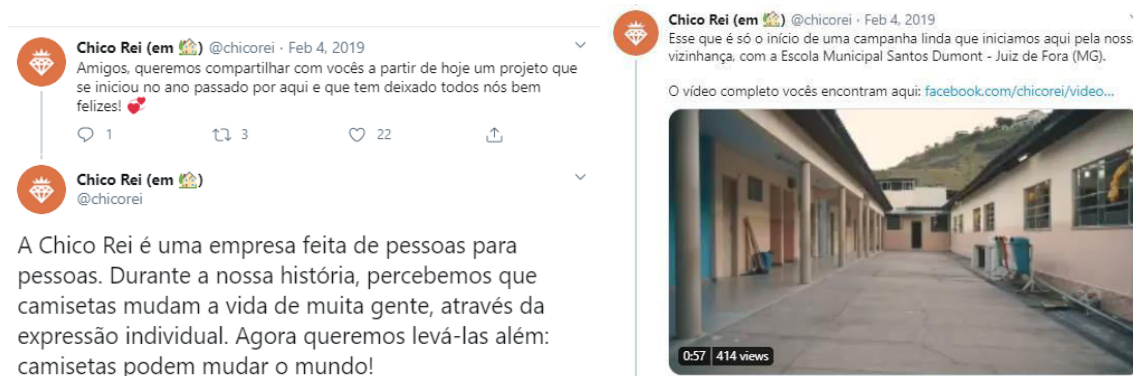 Chico Rei (em 🏡) @chicorei · Feb 4, 2019
Amigos, queremos compartilhar com vocês a partir de hoje um projeto que
se iniciou no ano passado por aqui e que tem deixado todos nós bem
felizes! 💞
1 3 22
Chico Rei (em 🏡)
@chicorei
A Chico Rei é uma empresa feita de pessoas para
pessoas. Durante a nossa história, percebemos que
camisetas mudam a vida de muita gente, através da
expressão individual. Agora queremos levá-las além:
camisetas podem mudar o mundo!
Chico Rei (em 🏡) @chicorei · Feb 4, 2019
Esse que é só o início de uma campanha linda que iniciamos aqui pela nossa
vizinhança, com a Escola Municipal Santos Dumont - Juiz de Fora (MG).
O vídeo completo vocês encontram aqui: facebook.com/chicorei/video...
0:57 414 views